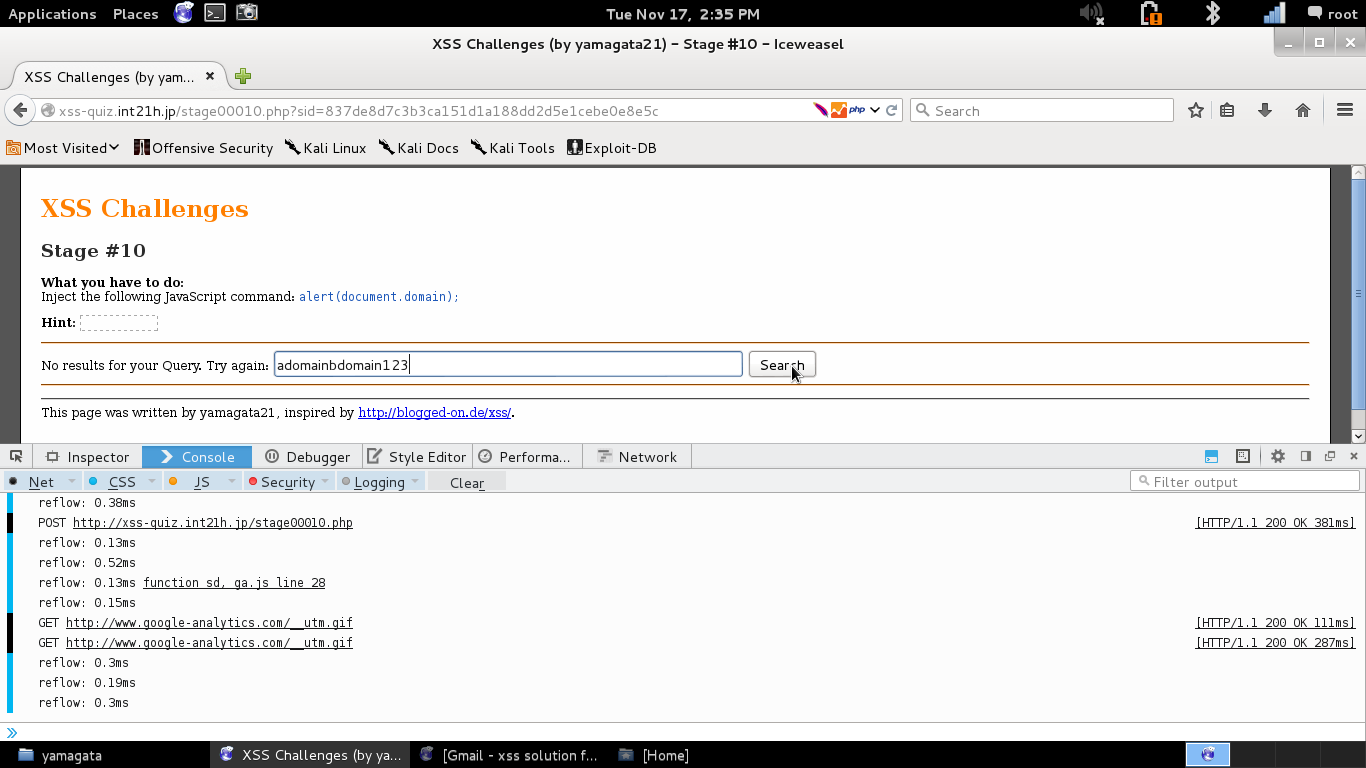 Applications Places Tue Nov 17, 2:35 PM root
XSS Challenges (by yamagata21) – Stage #10 – Iceweasel
XSS Challenges (by yam...
xss-quiz.int21h.jp/stage00010.php?sid=837de8d7c3b3ca151d1a188dd2d5e1cebe0e8e5c php Search
Most Visited Offensive Security Kali Linux Kali Docs Kali Tools Exploit-DB
XSS Challenges
Stage #10
What you have to do:
Inject the following JavaScript command: alert(document.domain);
Hint:
No results for your Query. Try again: adomainbdomain123 Search
This page was written by yamagata21, inspired by http://blogged-on.de/xss/.
Inspector Console Debugger Style Editor Performa... Network
Net CSS JS Security Logging Clear Filter output
reflow: 0.38ms
POST http://xss-quiz.int21h.jp/stage00010.php [HTTP/1.1 200 OK 381ms]
reflow: 0.13ms
reflow: 0.52ms
reflow: 0.13ms function sd, ga.js line 28
reflow: 0.15ms
GET http://www.google-analytics.com/__utm.gif [HTTP/1.1 200 OK 111ms]
GET http://www.google-analytics.com/__utm.gif [HTTP/1.1 200 OK 287ms]
reflow: 0.3ms
reflow: 0.19ms
reflow: 0.3ms
yamagata XSS Challenges (by ya... [Gmail - xss solution f... [Home]